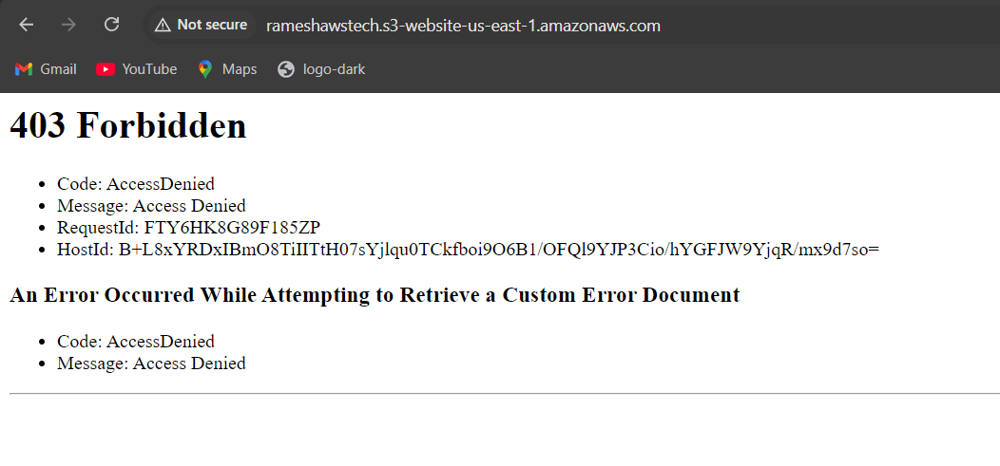 Not secure rameshawstech.s3-website-us-east-1.amazonaws.com
Gmail YouTube Maps logo-dark
403 Forbidden
• Code: AccessDenied
• Message: Access Denied
• RequestId: FTY6HK8G89F185ZP
• HostId: B+L8xYRDxIBmO8TiIITtH07sYjlqu0TCkfboi9O6B1/OFQl9YJP3Cio/hYGFJW9YjqR/mx9d7so=
An Error Occurred While Attempting to Retrieve a Custom Error Document
• Code: AccessDenied
• Message: Access Denied